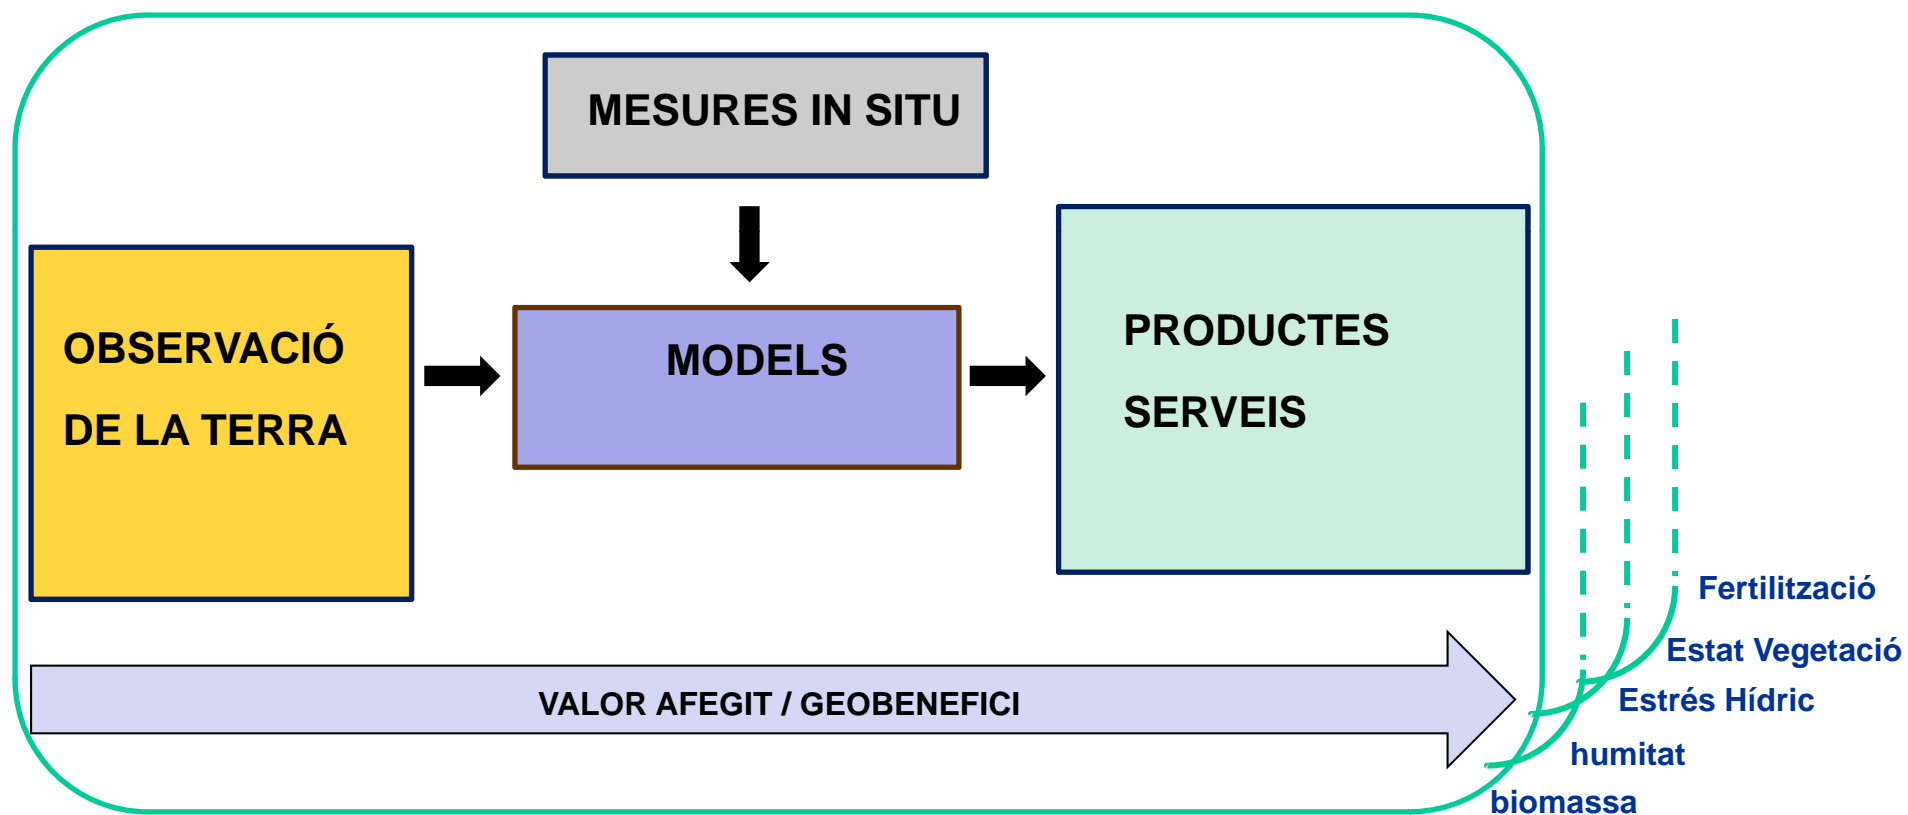 MESURES IN SITU
OBSERVACIÓ
DE LA TERRA
MODELS
PRODUCTES
SERVEIS
VALOR AFEGIT / GEOBENEFICI
Fertilització
Estat Vegetació
Estrés Hídric
humitat
biomassa